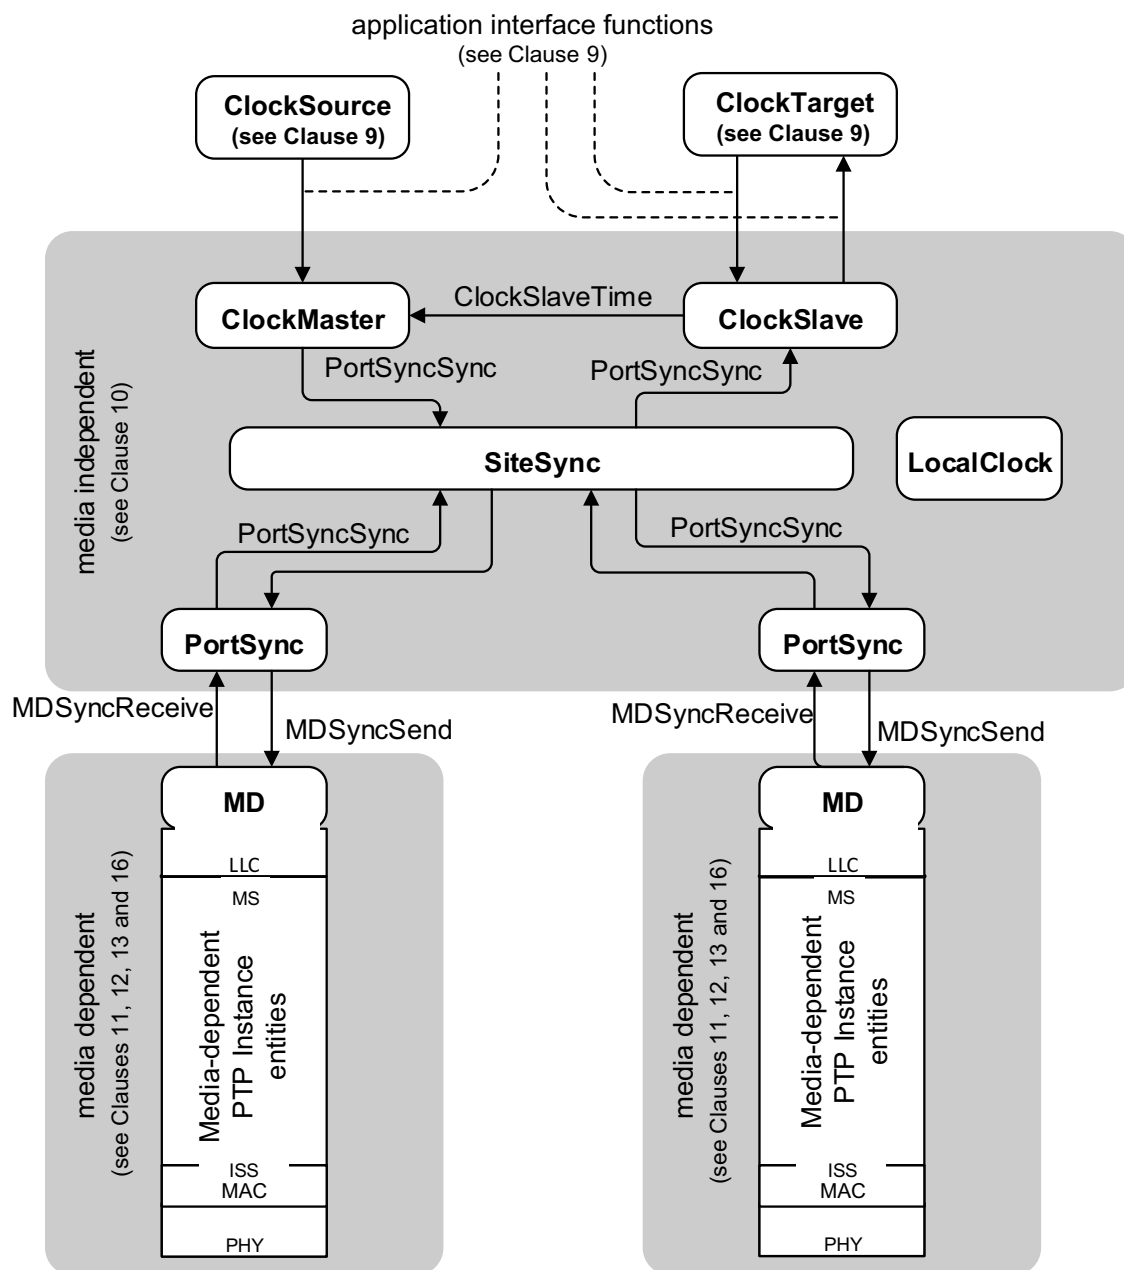 application interface functions
(see Clause 9)
ClockSource
(see Clause 9)
ClockTarget
(see Clause 9)
ClockSlaveTime
ClockMaster
ClockSlave
PortSyncSync
PortSyncSync
media independent
(see Clause 10)
SiteSync
LocalClock
PortSyncSync
PortSyncSync
PortSync
PortSync
MDSyncReceive
MDSyncSend
MDSyncReceive
MDSyncSend
media dependent
(see Clauses 11, 12, 13 and 16)
MD
LLC
MS
Media-dependent
PTP Instance
entities
ISS
MAC
PHY
media dependent
(see Clauses 11, 12, 13 and 16)
MD
LLC
MS
Media-dependent
PTP Instance
entities
ISS
MAC
PHY